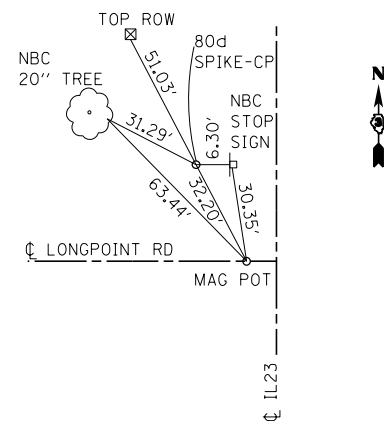 TOP ROW
80d
SPIKE-CP
NBC
20'' TREE
N
NBC
STOP
SIGN
51.03'
31.29'
6.30'
63.44'
32.20'
30.35'
℄ LONGPOINT RD
MAG POT
℄ IL23